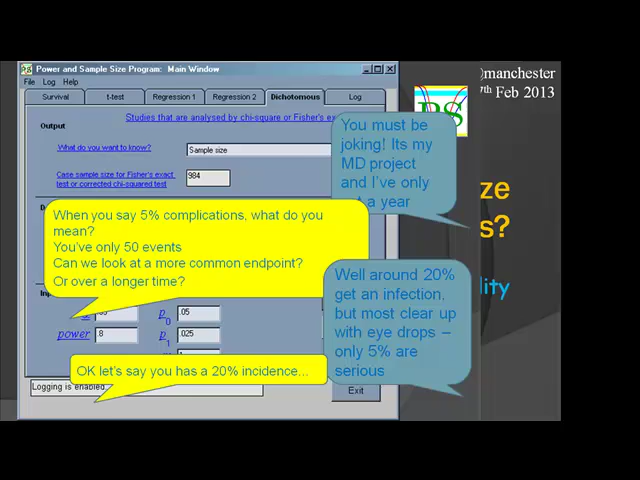 Power and Sample Size Program: Main Window
File Log Help
Survival t-test Regression 1 Regression 2 Dichotomous Log
Output
Studies that are analysed by chi-square or Fisher's
What do you want to know?
Sample size
Case sample size for Fisher's exact
test or corrected chi-squared test
984
manchester
7th Feb 2013
PS
You must be
joking! Its my
MD project
and I've only
a year
When you say 5% complications, what do you
mean?
You've only 50 events
Can we look at a more common endpoint?
Or over a longer time?
Well around 20%
get an infection,
but most clear up
with eye drops –
only 5% are
serious
power .8
p0 .05
p1 .025
OK let's say you has a 20% incidence...
Logging is enabled.
Exit